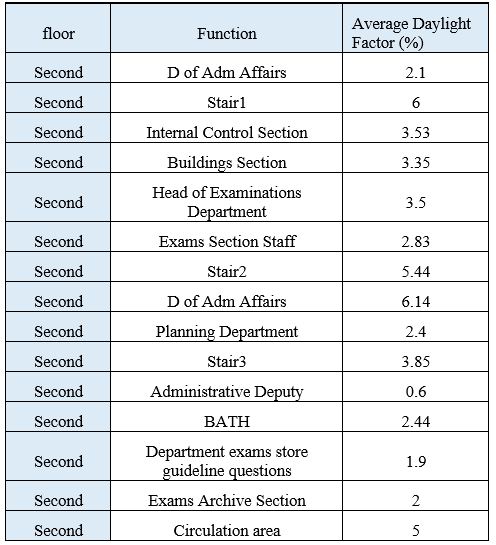 floor Function Average Daylight
Factor (%)
Second D of Adm Affairs 2.1
Second Stair1 6
Second Internal Control Section 3.53
Second Buildings Section 3.35
Second Head of Examinations
Department 3.5
Second Exams Section Staff 2.83
Second Stair2 5.44
Second D of Adm Affairs 6.14
Second Planning Department 2.4
Second Stair3 3.85
Second Administrative Deputy 0.6
Second BATH 2.44
Second Department exams store
guideline questions 1.9
Second Exams Archive Section 2
Second Circulation area 5